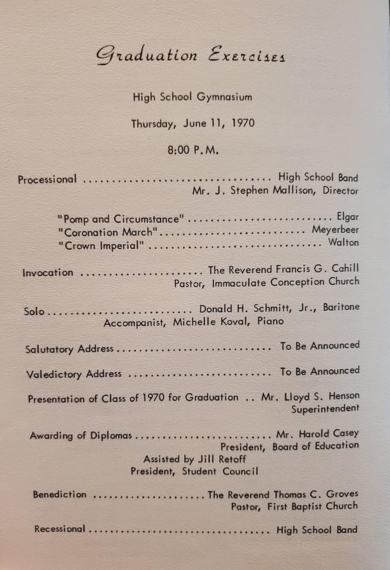 Graduation Exercises
High School Gymnasium
Thursday, June 11, 1970
8:00 P.M.
Processional .............................. High School Band
Mr. J. Stephen Mallison, Director
"Pomp and Circumstance" ........................ Elgar
"Coronation March" ......................... Meyerbeer
"Crown Imperial" ............................. Walton
Invocation .................... The Reverend Francis G. Cahill
Pastor, Immaculate Conception Church
Solo ........................ Donald H. Schmitt, Jr., Baritone
Accompanist, Michelle Koval, Piano
Salutatory Address ......................... To Be Announced
Valedictory Address ........................ To Be Announced
Presentation of Class of 1970 for Graduation .. Mr. Lloyd S. Henson
Superintendent
Awarding of Diplomas ........................ Mr. Harold Casey
President, Board of Education
Assisted by Jill Retoff
President, Student Council
Benediction .................... The Reverend Thomas C. Groves
Pastor, First Baptist Church
Recessional ................................ High School Band